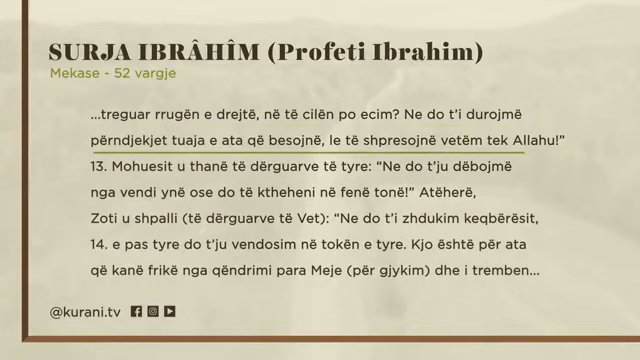 SURJA IBRÂHÎM (Profeti Ibrahim)
Mekase - 52 vargje
...treguar rrugën e drejtë, në të cilën po ecim? Ne do t’i durojmë
përndjekjet tuaja e ata që besojnë, le të shpresojnë vetëm tek Allahu!”
13. Mohuesit u thanë të dërguarve të tyre: “Ne do t’ju dëbojmë
nga vendi ynë ose do të ktheheni në fenë tonë!” Atëherë,
Zoti u shpalli (të dërguarve të Vet): “Ne do t’i zhdukim keqbërësit,
14. e pas tyre do t’ju vendosim në tokën e tyre. Kjo është për ata
që kanë frikë nga qëndrimi para Meje (për gjykim) dhe i tremben...
@kurani.tv